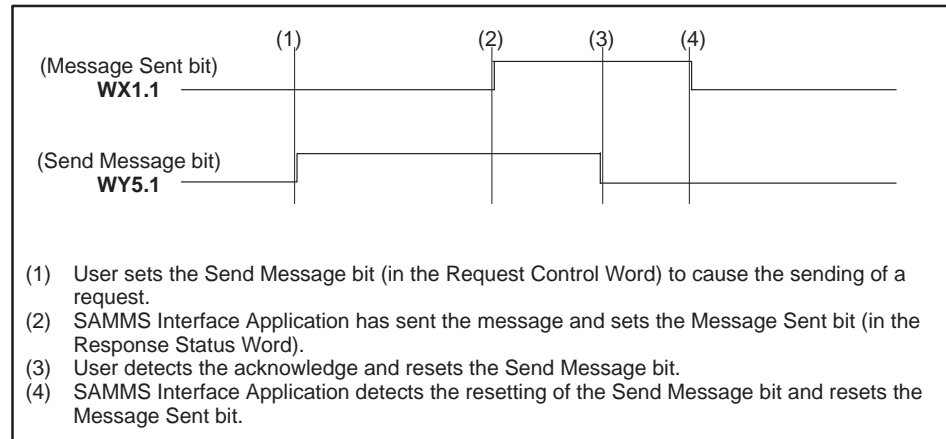 (1) (2) (3) (4)
(Message Sent bit)
WX1.1
(Send Message bit)
WY5.1
(1) User sets the Send Message bit (in the Request Control Word) to cause the sending of a
request.
(2) SAMMS Interface Application has sent the message and sets the Message Sent bit (in the
Response Status Word).
(3) User detects the acknowledge and resets the Send Message bit.
(4) SAMMS Interface Application detects the resetting of the Send Message bit and resets the
Message Sent bit.